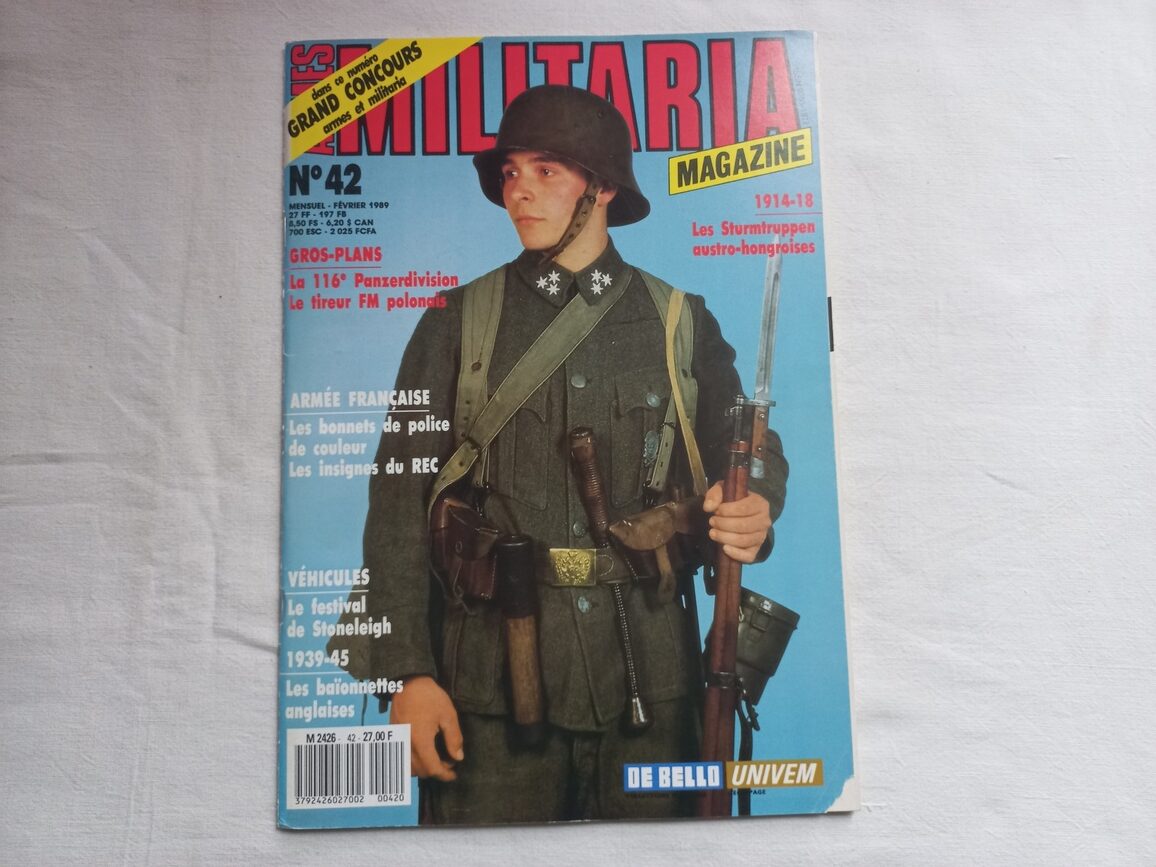 MILITARIA
MAGAZINE
dans ce numéro
GRAND CONCOURS
armes et militaria
N° 42
MENSUEL - FÉVRIER 1989
27 FF - 197 FB
8,50 FS - 6,20 $ CAN
700 ESC - 2 025 FCFA
GROS-PLANS
La 116e Panzerdivision
Le tireur FM polonais
1914-18
Les Sturmtruppen
austro-hongroises
ARMÉE FRANÇAISE
Les bonnets de police
de couleur
Les insignes du REC
VÉHICULES
Le festival
de Stoneleigh
1939-45
Les baïonnettes
anglaises
M 2426 - 42 - 27,00 F
3792426027002 00420
DE BELLO UNIVEM